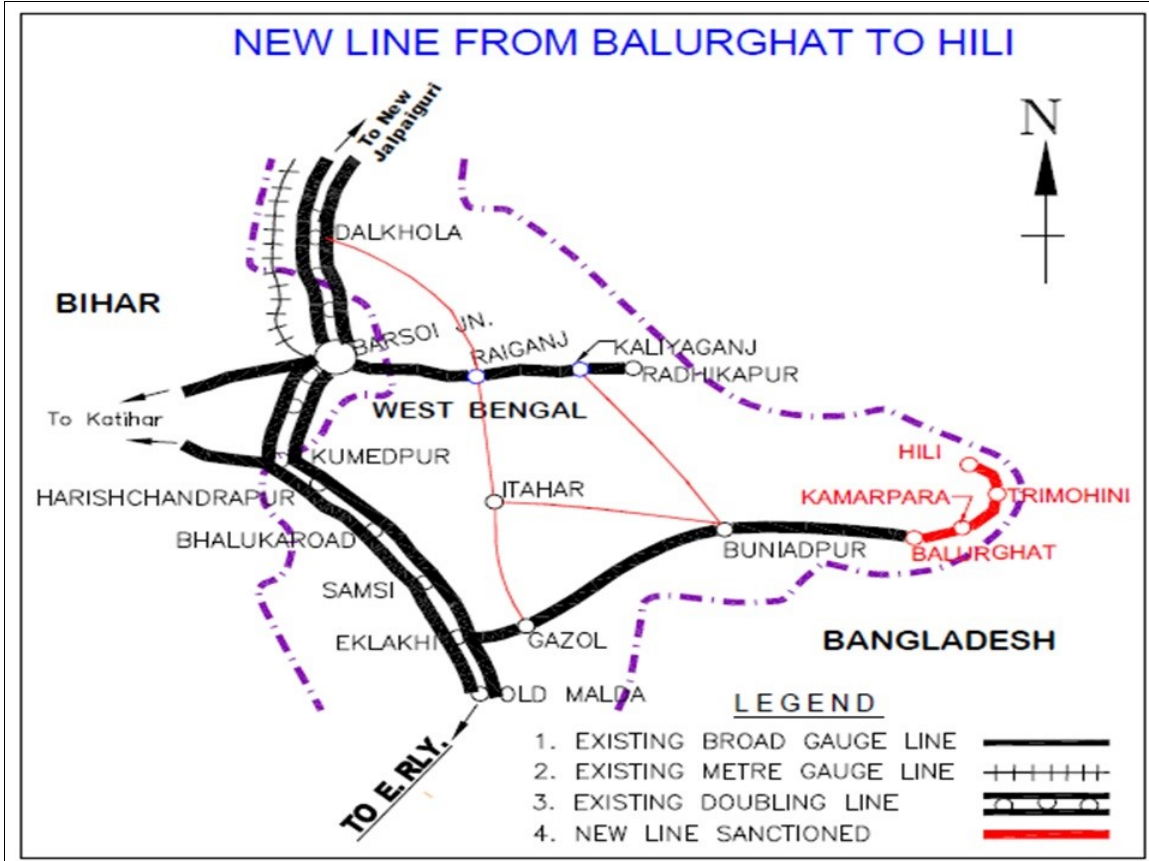 NEW LINE FROM BALURGHAT TO HILI
To New
Jalpaiguri
N
DALKHOLA
BIHAR
BARSOI JN.
RAIGANJ
KALIYAGANJ
RADHIKAPUR
To Katihar
WEST BENGAL
KUMEDPUR
HILI
HARISHCHANDRAPUR
ITAHAR
KAMARPARA
TRIMOHINI
BHALUKAROAD
BUNIADPUR
BALURGHAT
SAMSI
EKLAKHI
GAZOL
BANGLADESH
OLD MALDA
TO E. RLY.
LEGEND
1. EXISTING BROAD GAUGE LINE
2. EXISTING METRE GAUGE LINE
3. EXISTING DOUBLING LINE
4. NEW LINE SANCTIONED